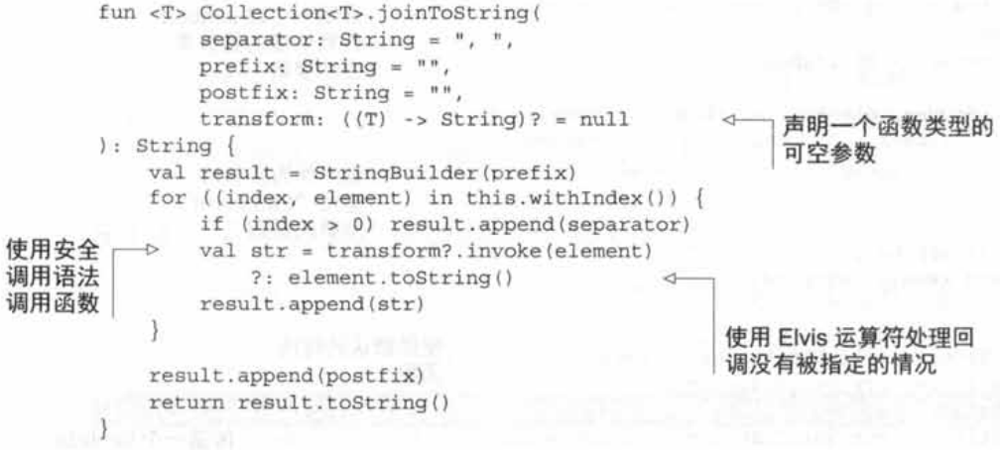 fun <T> Collection<T>.joinToString(
separator: String = ", ",
prefix: String = "",
postfix: String = "",
transform: ((T) -> String)? = null
声明一个函数类型的
可空参数
): String {
val result = StringBuilder(prefix)
for ((index, element) in this.withIndex()) {
if (index > 0) result.append(separator)
使用安全
调用语法
调用函数
val str = transform?.invoke(element)
?: element.toString()
使用 Elvis 运算符处理回
调没有被指定的情况
result.append(str)
}
result.append(postfix)
return result.toString()
}